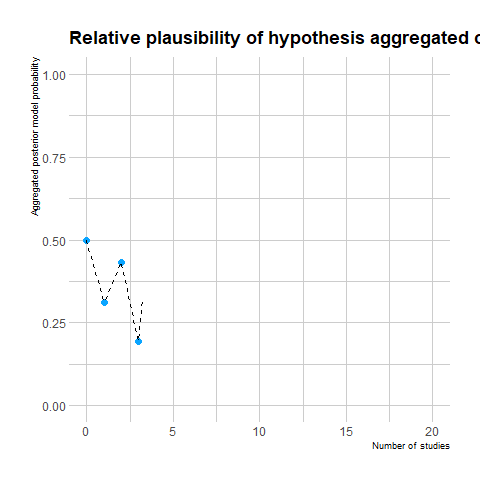 Relative plausibility of hypothesis aggregated o
Aggregated posterior model probability
1.00
0.75
0.50
0.25
0.00
0 5 10 15 20
Number of studies